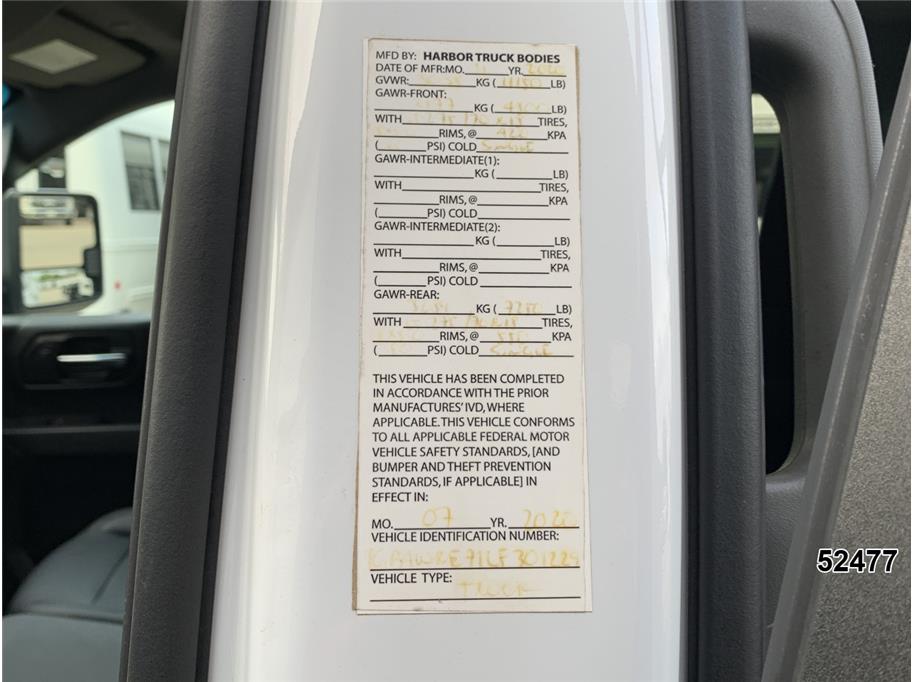 MFD BY: HARBOR TRUCK BODIES
DATE OF MFR:MO. YR. 2020
GVWR: KG ( LB)
GAWR-FRONT:
KG ( LB)
WITH TIRES,
RIMS, @ KPA
( PSI) COLD SINGLE
GAWR-INTERMEDIATE(1):
KG ( LB)
WITH TIRES,
RIMS, @ KPA
( PSI) COLD
GAWR-INTERMEDIATE(2):
KG ( LB)
WITH TIRES,
RIMS, @ KPA
( PSI) COLD
GAWR-REAR:
KG ( LB)
WITH TIRES,
RIMS, @ KPA
( PSI) COLD SINGLE
THIS VEHICLE HAS BEEN COMPLETED
IN ACCORDANCE WITH THE PRIOR
MANUFACTURES' IVD, WHERE
APPLICABLE. THIS VEHICLE CONFORMS
TO ALL APPLICABLE FEDERAL MOTOR
VEHICLE SAFETY STANDARDS, [AND
BUMPER AND THEFT PREVENTION
STANDARDS, IF APPLICABLE] IN
EFFECT IN:
MO. 07 YR. 2020
VEHICLE IDENTIFICATION NUMBER:
VEHICLE TYPE: TRUCK
52477